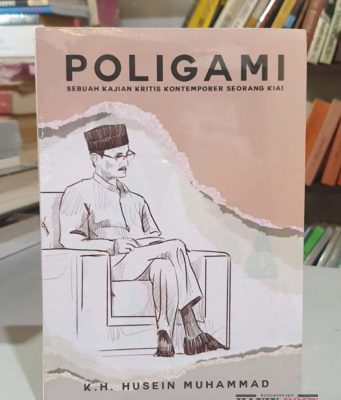 POLIGAMI
SEBUAH KAJIAN KRITIS KONTEMPORER SEORANG KIAI
K.H. HUSEIN MUHAMMAD